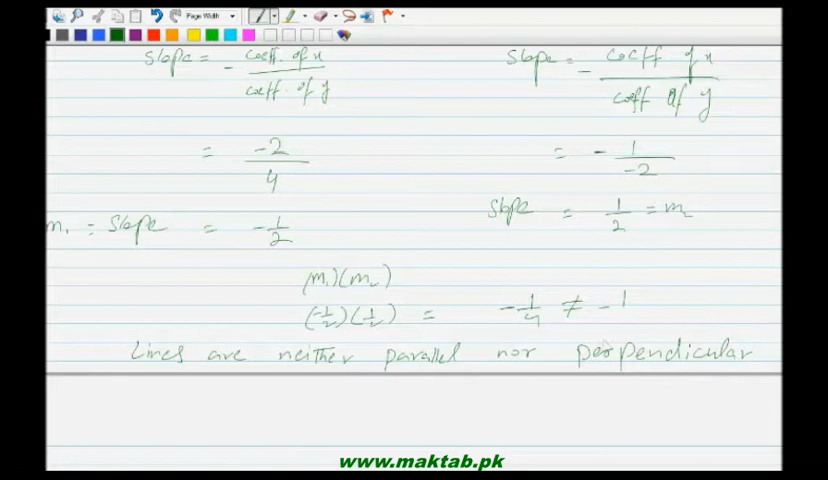 Page Width
Slope = - coeff. of x / coeff. of y
Slope = - coeff of x / coeff of y
= -2 / 4
= - 1 / -2
m₁ = Slope = - 1/2
Slope = 1/2 = m₂
(m₁)(m₂)
(-1/2)(1/2) = - 1/4 ≠ -1
Lines are neither parallel nor perpendicular
www.maktab.pk